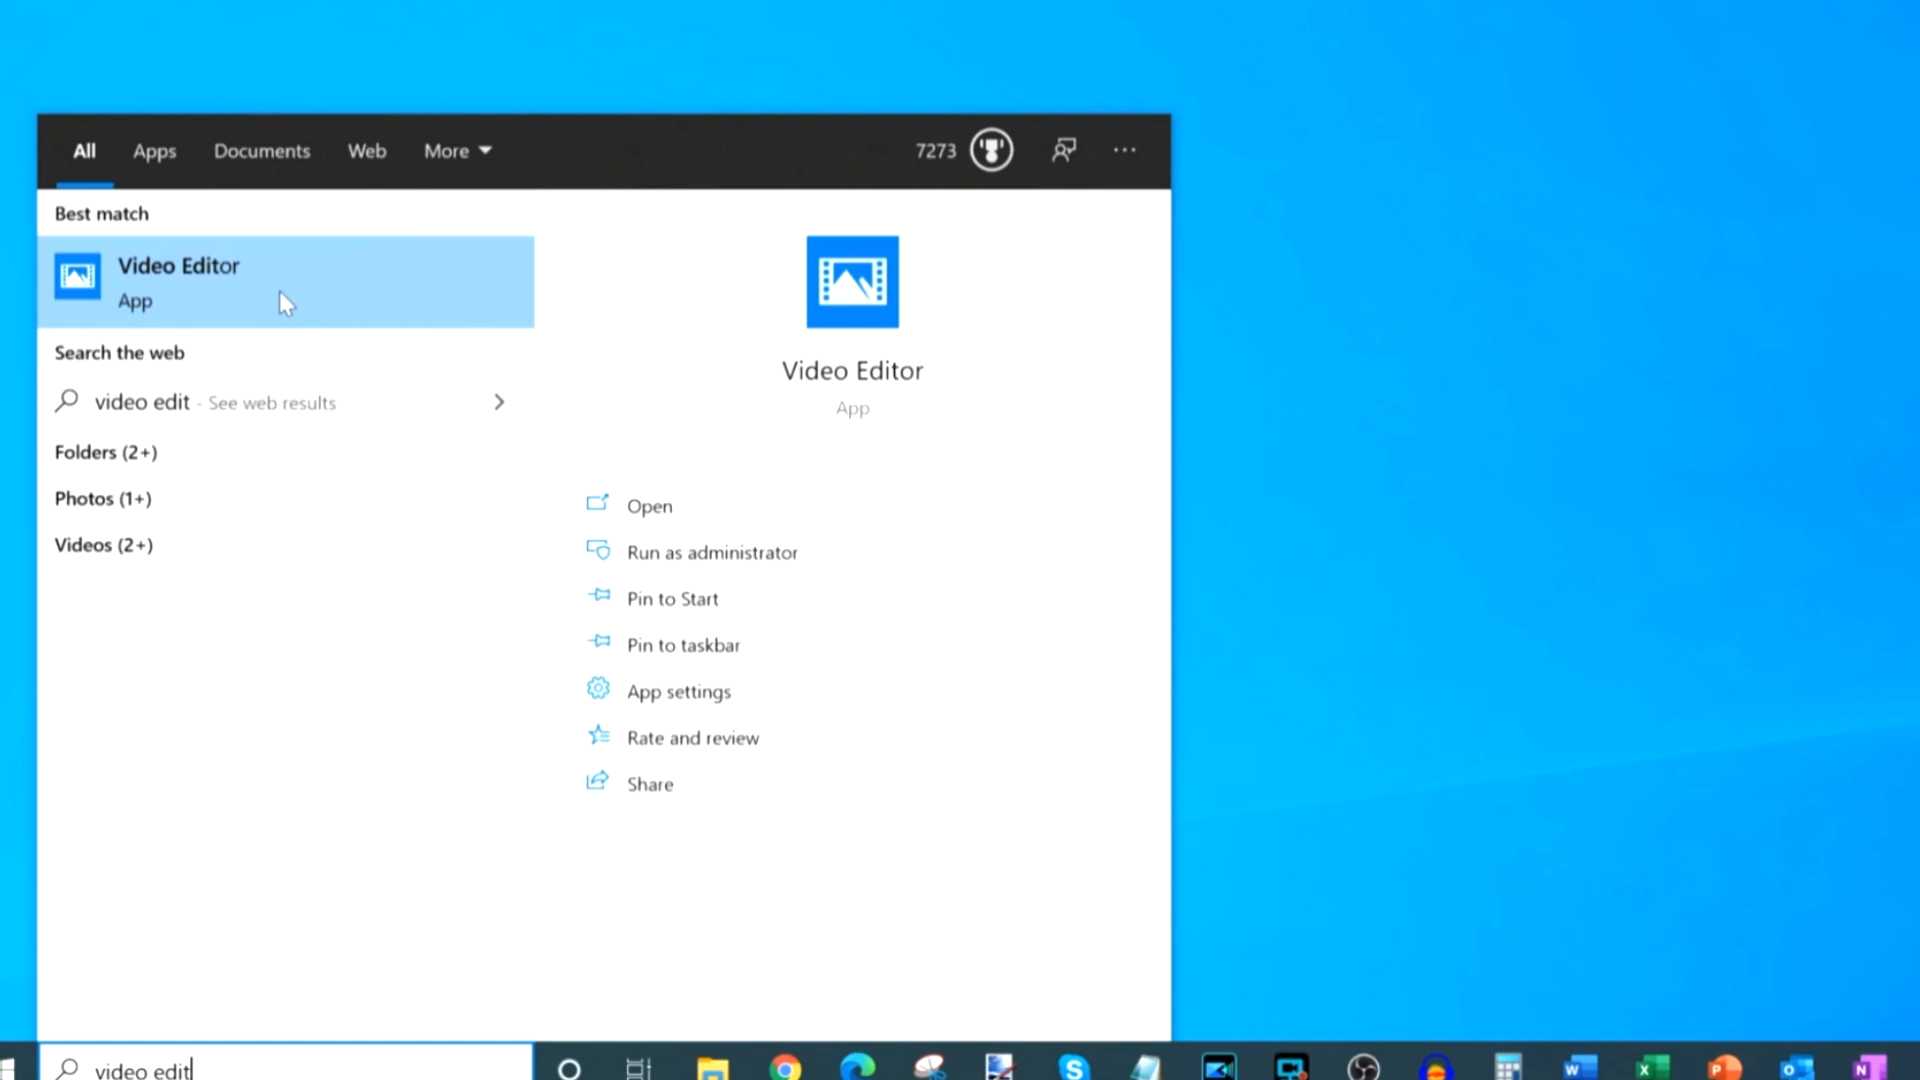 All Apps Documents Web More 7273
Best match
Video Editor
App
Search the web
video edit - See web results
Folders (2+)
Photos (1+)
Videos (2+)
Video Editor
App
Open
Run as administrator
Pin to Start
Pin to taskbar
App settings
Rate and review
Share
video edit